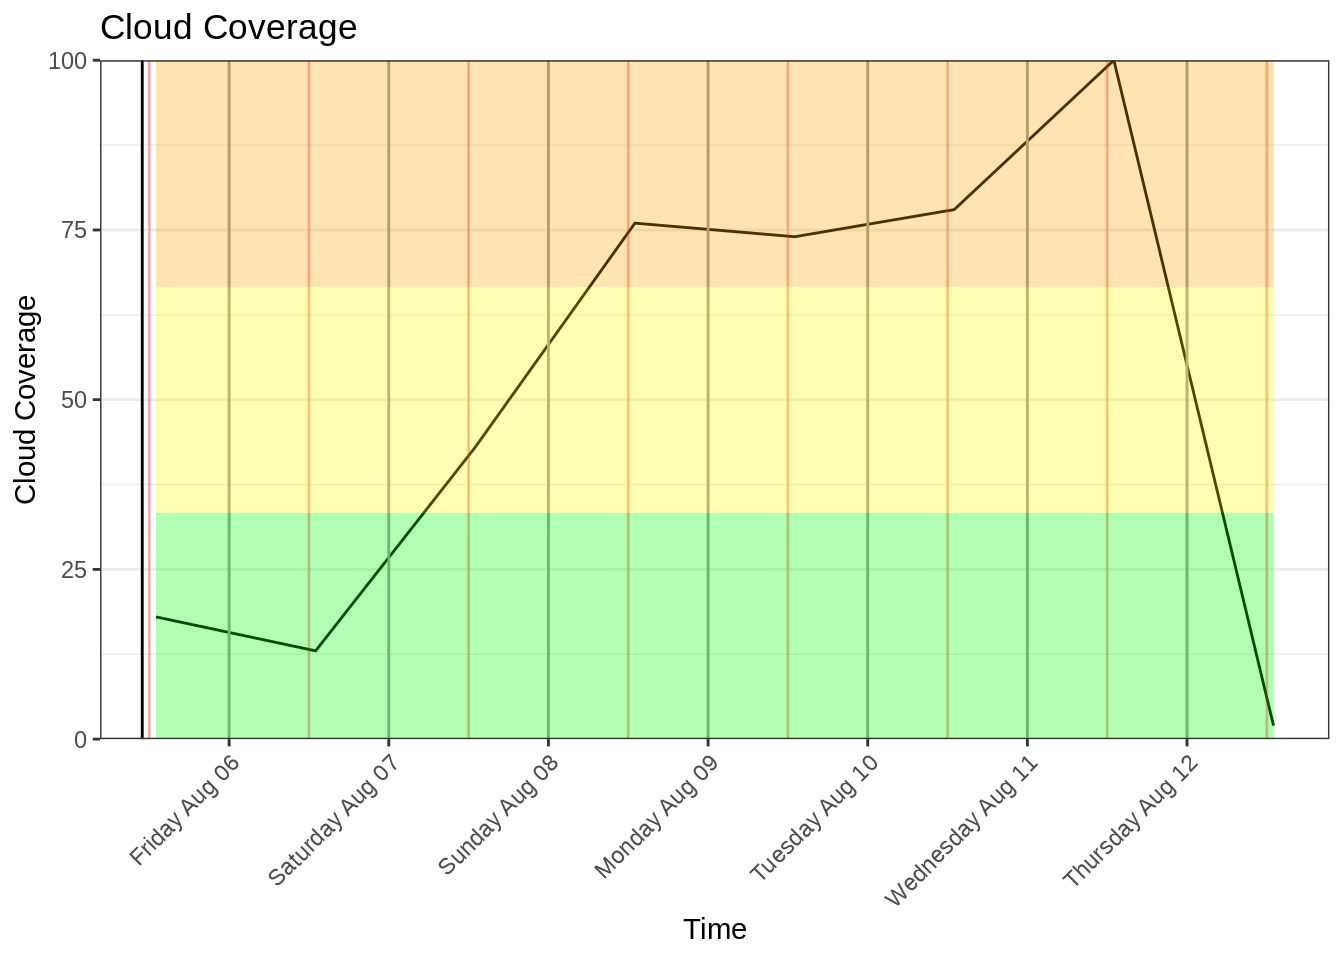 Cloud Coverage
100
75
50
25
0
Cloud Coverage
Friday Aug 06
Saturday Aug 07
Sunday Aug 08
Monday Aug 09
Tuesday Aug 10
Wednesday Aug 11
Thursday Aug 12
Time